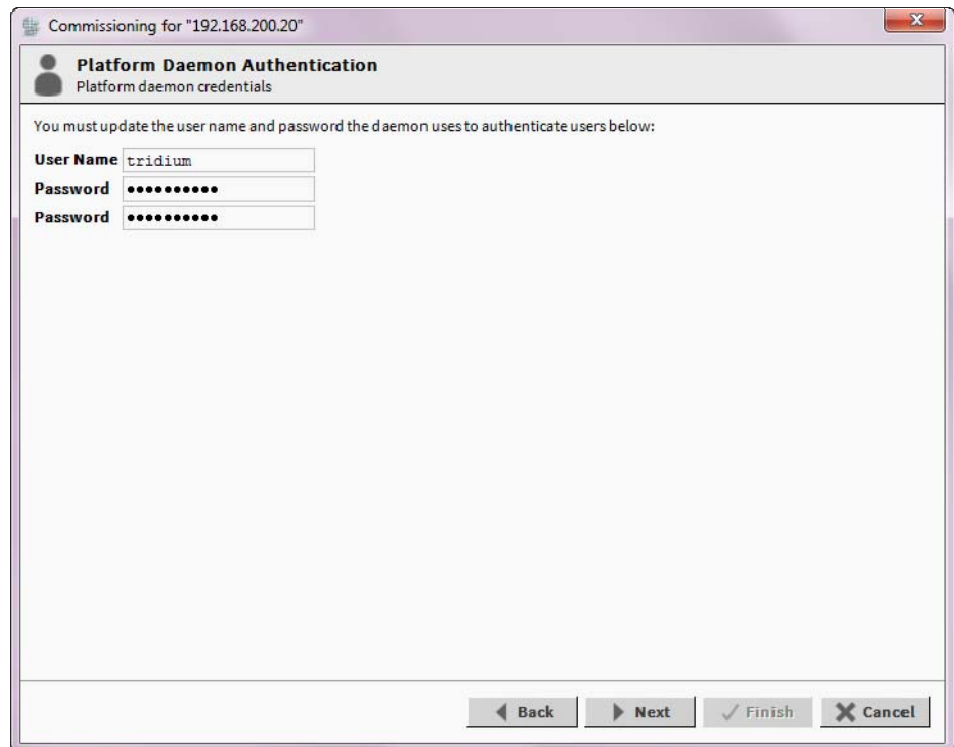 Commissioning for "192.168.200.20"
Platform Daemon Authentication
Platform daemon credentials
You must update the user name and password the daemon uses to authenticate users below:
User Name tridium
Password ••••••••••
Password ••••••••••
Back Next Finish Cancel